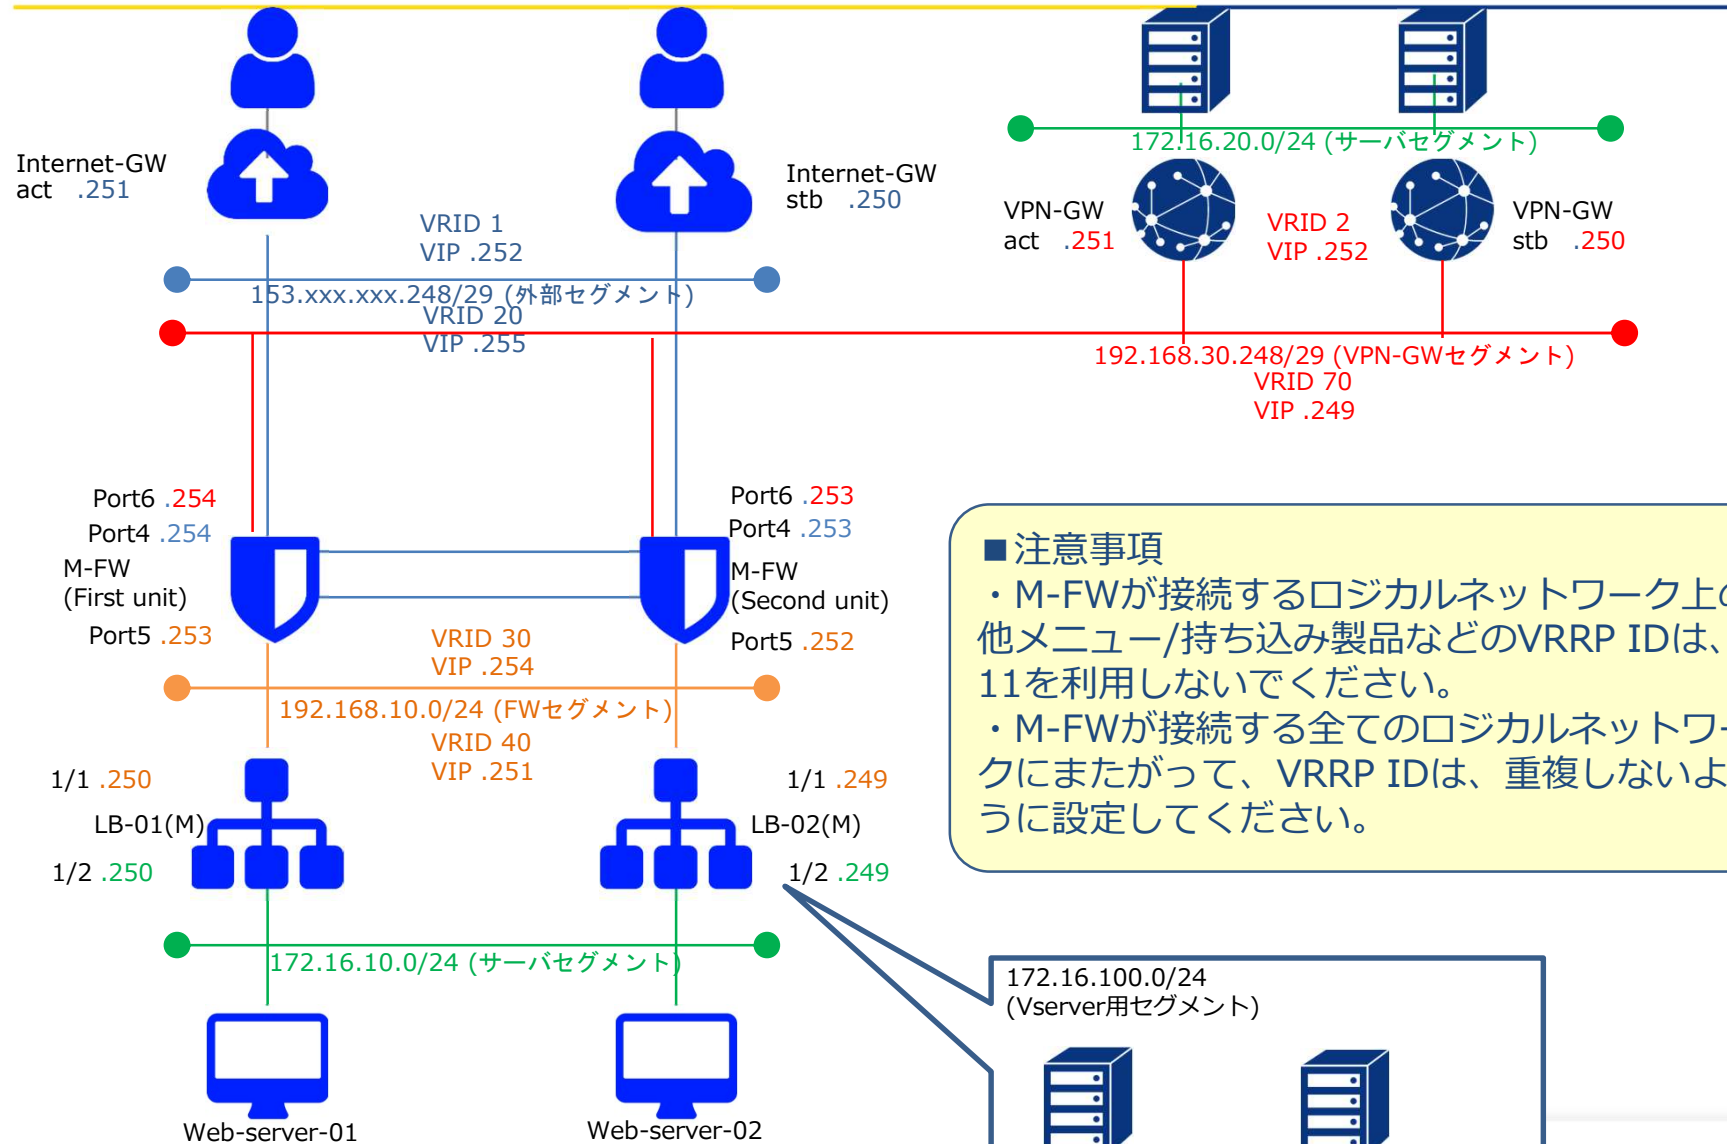 Internet-GW
act .251
Internet-GW
stb .250
VRID 1
VIP .252
153.xxx.xxx.248/29 (外部セグメント)
VRID 20
VIP .255
172.16.20.0/24 (サーバセグメント)
VPN-GW
act .251
VRID 2
VIP .252
VPN-GW
stb .250
192.168.30.248/29 (VPN-GWセグメント)
VRID 70
VIP .249
Port6 .254
Port4 .254
M-FW
(First unit)
Port5 .253
Port6 .253
Port4 .253
M-FW
(Second unit)
Port5 .252
VRID 30
VIP .254
192.168.10.0/24 (FWセグメント)
VRID 40
VIP .251
1/1 .250
LB-01(M)
1/2 .250
1/1 .249
LB-02(M)
1/2 .249
172.16.10.0/24 (サーバセグメント)
Web-server-01
Web-server-02
■注意事項
・M-FWが接続するロジカルネットワーク上の
他メニュー/持ち込み製品などのVRRP IDは、
11を利用しないでください。
・M-FWが接続する全てのロジカルネットワー
クにまたがって、VRRP IDは、重複しないよ
うに設定してください。
172.16.100.0/24
(Vserver用セグメント)